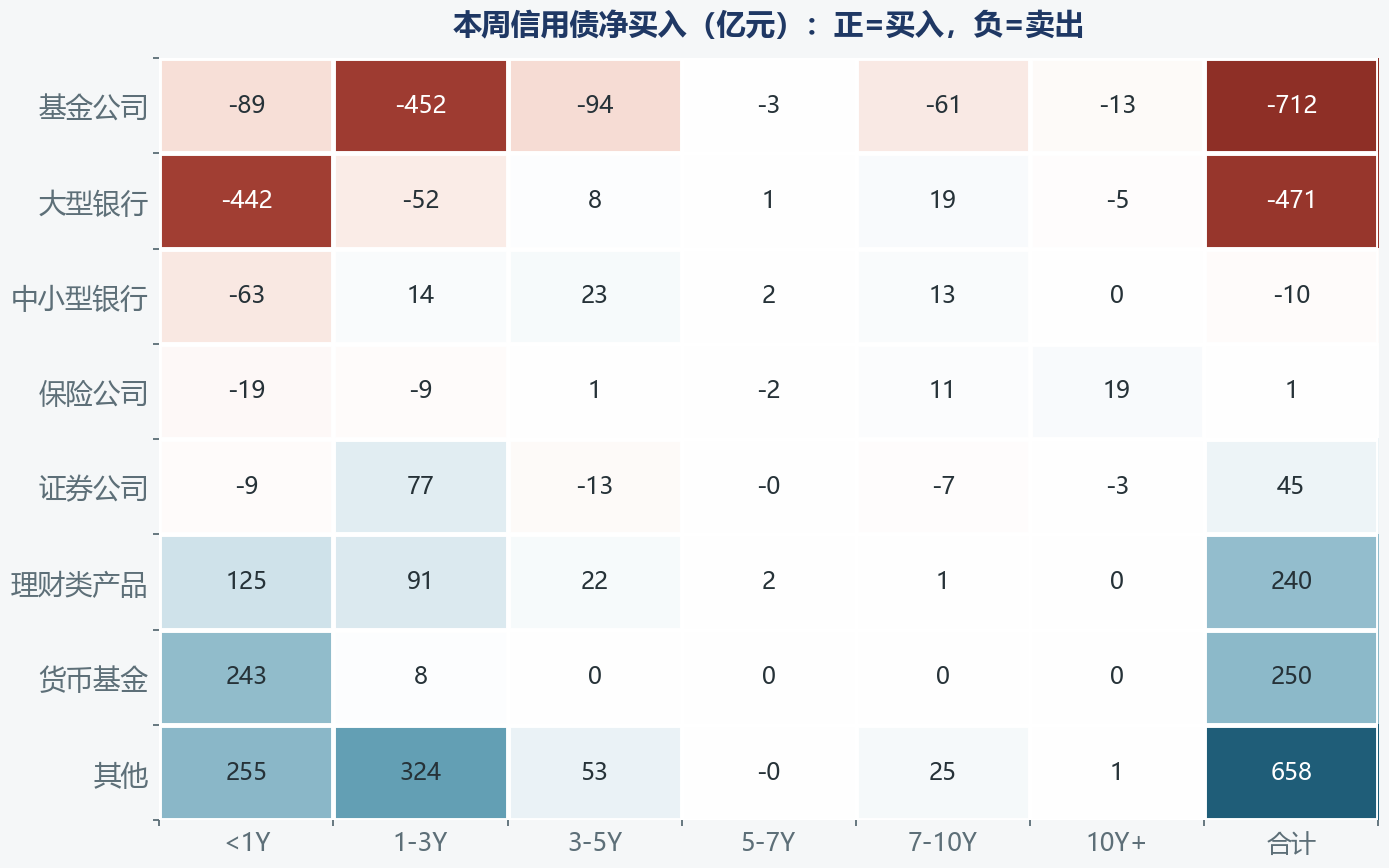 本周信用债净买入（亿元）：正=买入，负=卖出
基金公司 -89 -452 -94 -3 -61 -13 -712
大型银行 -442 -52 8 1 19 -5 -471
中小型银行 -63 14 23 2 13 0 -10
保险公司 -19 -9 1 -2 11 19 1
证券公司 -9 77 -13 -0 -7 -3 45
理财类产品 125 91 22 2 1 0 240
货币基金 243 8 0 0 0 0 250
其他 255 324 53 -0 25 1 658
<1Y 1-3Y 3-5Y 5-7Y 7-10Y 10Y+ 合计